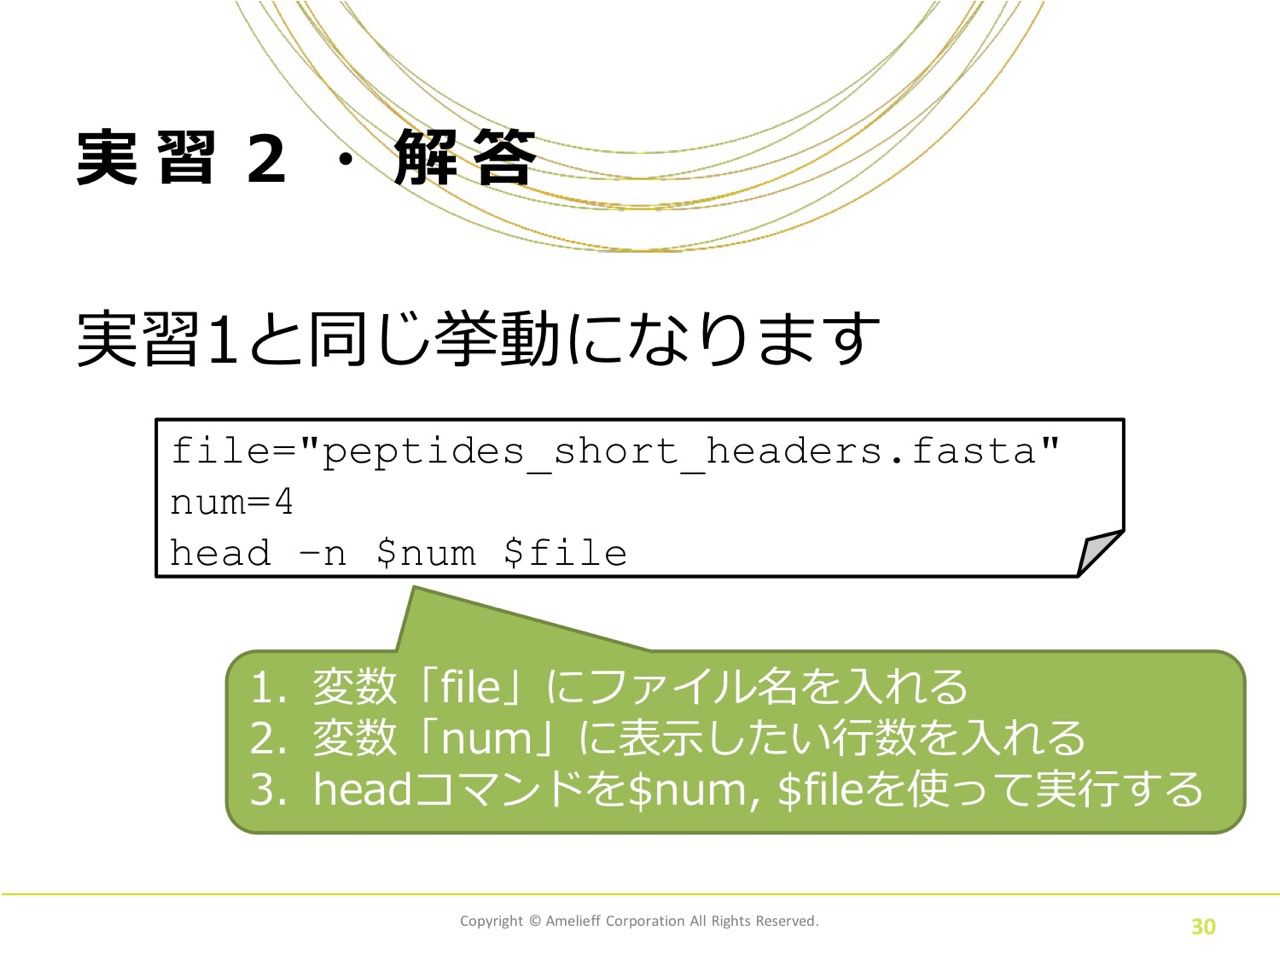 実習２・解答
実習1と同じ挙動になります
file="peptides_short_headers.fasta"
num=4
head –n $num $file
1. 変数「file」にファイル名を入れる
2. 変数「num」に表示したい行数を入れる
3. headコマンドを$num, $fileを使って実行する
Copyright © Amelieff Corporation All Rights Reserved.
30